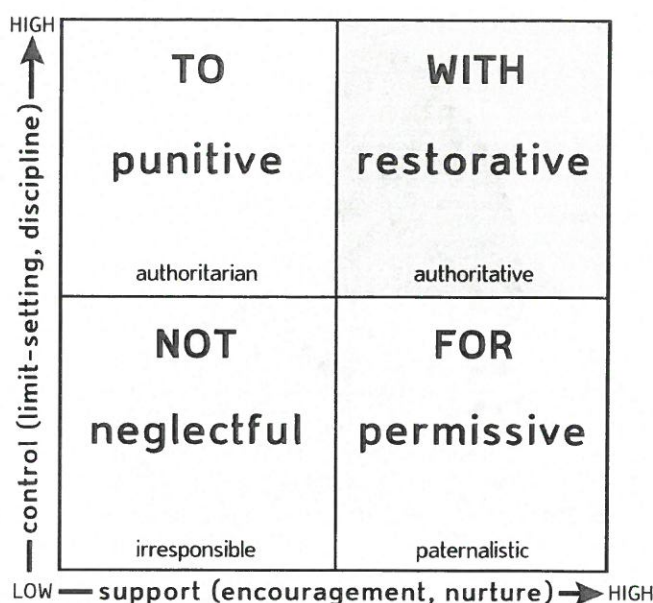 HIGH
control (limit-setting, discipline)
TO
punitive
authoritarian
WITH
restorative
authoritative
NOT
neglectful
irresponsible
FOR
permissive
paternalistic
LOW support (encouragement, nurture) HIGH